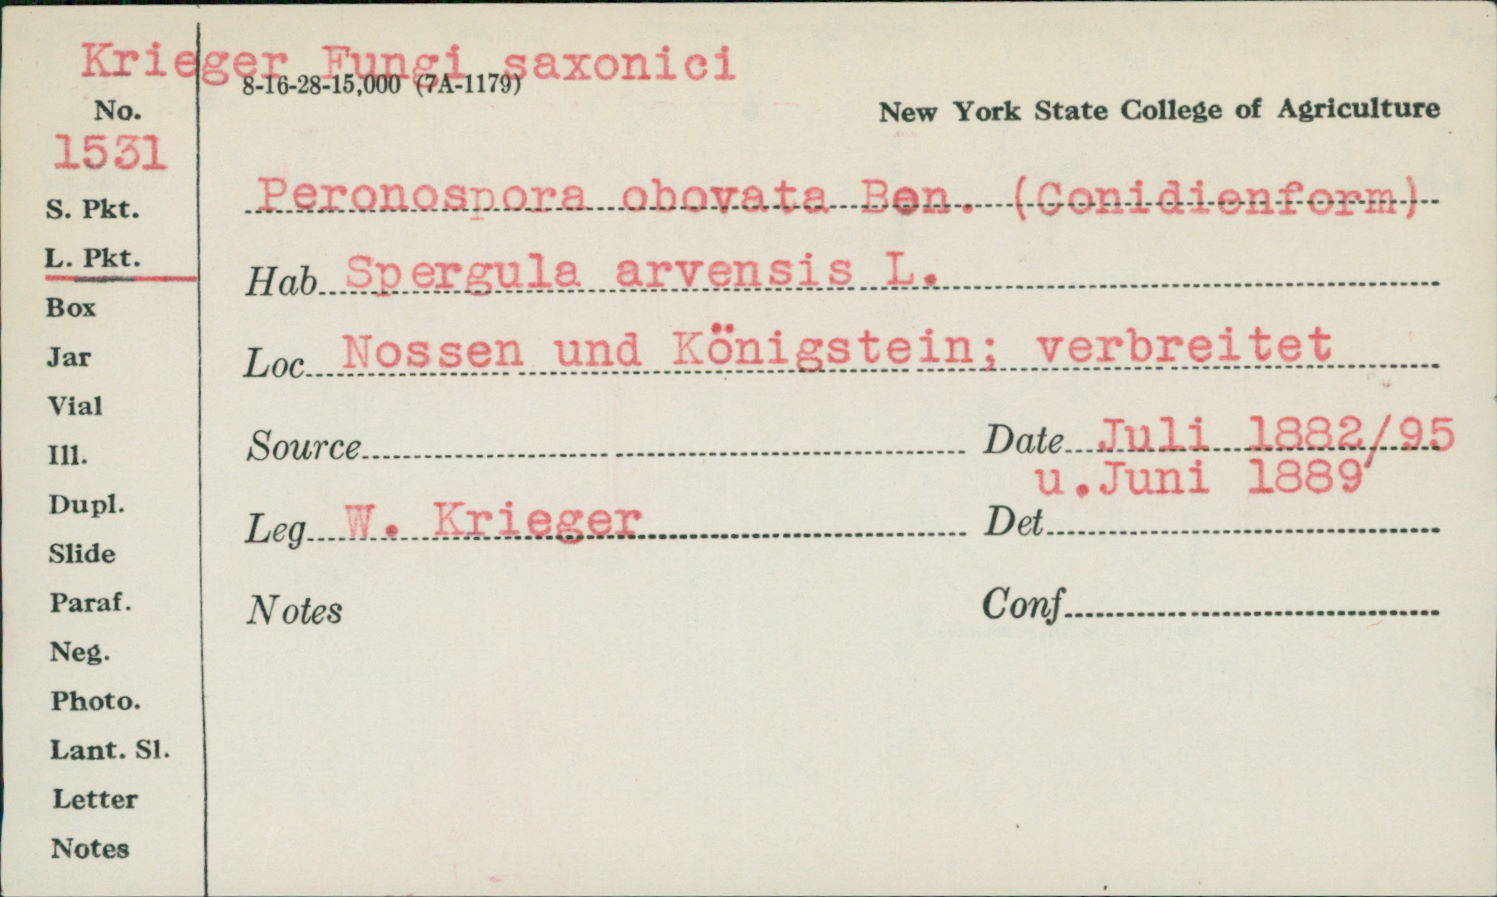 Krieger Fungi saxonici
8-16-28-15,000 (7A-1179)
No.
New York State College of Agriculture
1531
Peronospora obovata Bon. (Conidienform)
S. Pkt.
L. Pkt.
Hab. Spergula arvensis L.
Box
Jar
Loc. Nossen und Königstein; verbreitet
Vial
Ill.
Source
Date Juli 1882/95
u.Juni 1889
Dupl.
Leg. W. Krieger
Det
Slide
Paraf.
Notes
Conf
Neg.
Photo.
Lant. Sl.
Letter
Notes